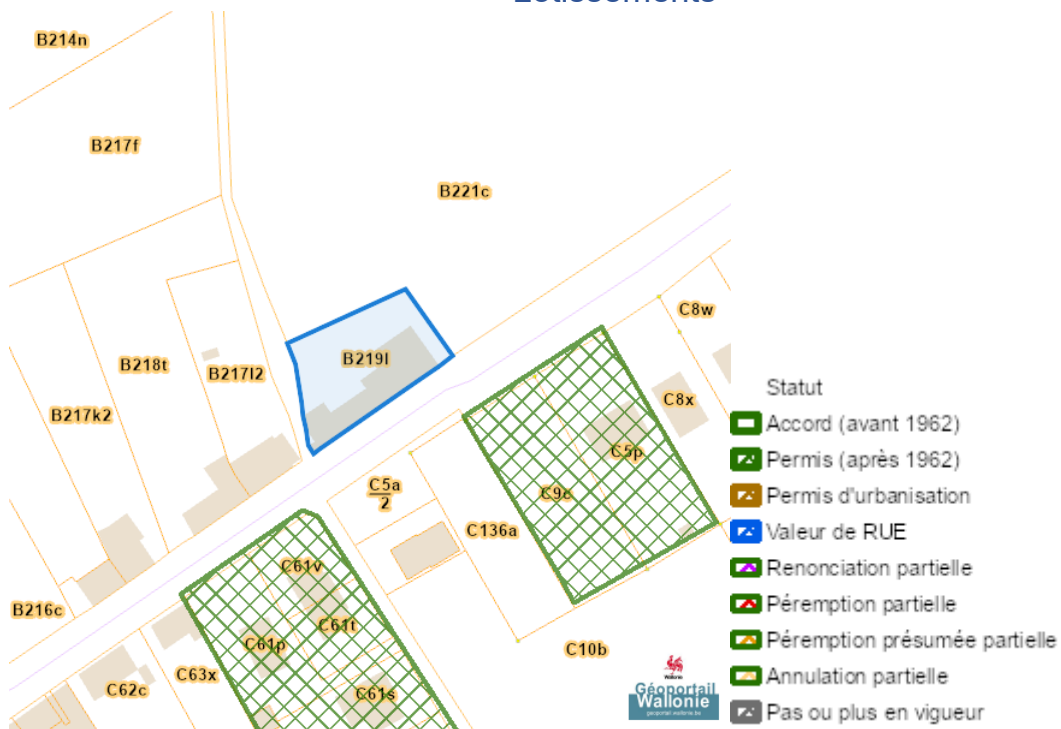 Lotissements
B214n
B217f
B221c
C8w
B219l
B218t
B217l2
C8x
B217k2
C5p
C5a
2
C9c
C136a
C61v
B216c
C61t
C61p
C10b
C63x
C62c
C61s
Wallonie
Géoportail
Wallonie
geoportail.wallonie.be
Statut
Accord (avant 1962)
Permis (après 1962)
Permis d'urbanisation
Valeur de RUE
Renonciation partielle
Péremption partielle
Péremption présumée partielle
Annulation partielle
Pas ou plus en vigueur